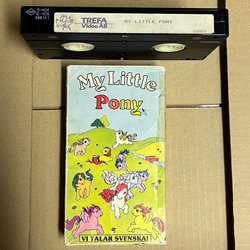 TREFA
Video AB
MY LITTLE PONY
My Little
Pony
VI TALAR SVENSKA!